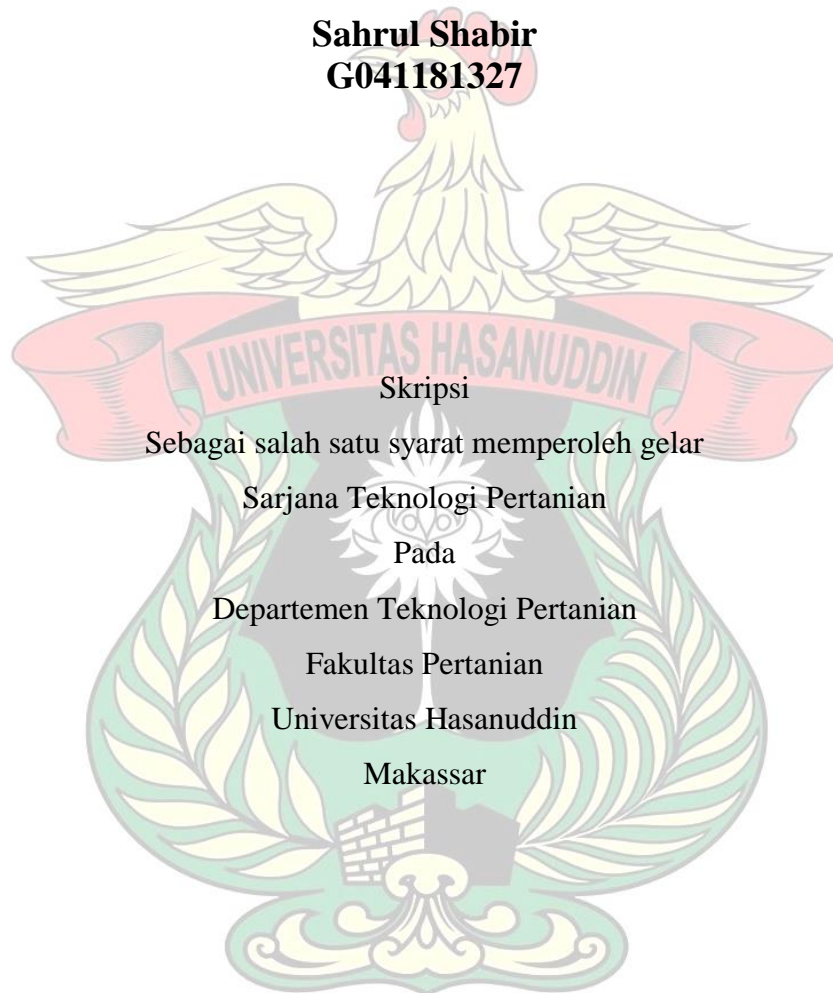 Sahrul Shabir
G041181327
UNIVERSITAS HASANUDDIN
Skripsi
Sebagai salah satu syarat memperoleh gelar
Sarjana Teknologi Pertanian
Pada
Departemen Teknologi Pertanian
Fakultas Pertanian
Universitas Hasanuddin
Makassar